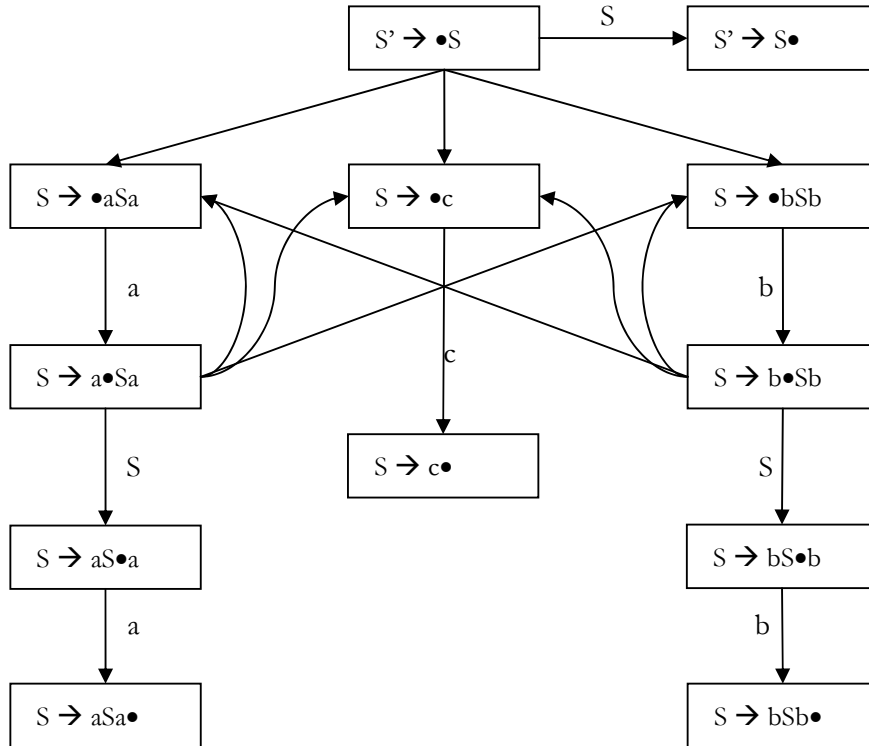 S
S' → •S
S' → S•
S → •aSa
S → •c
S → •bSb
a
b
S → a•Sa
c
S → b•Sb
S
S → c•
S
S → aS•a
S → bS•b
a
b
S → aSa•
S → bSb•